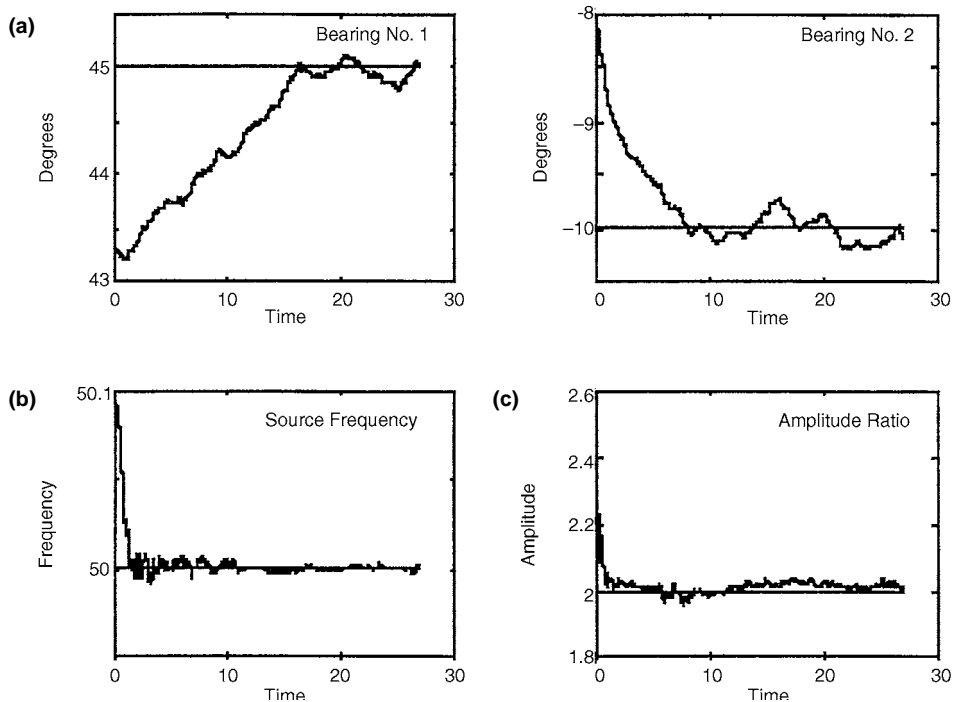 (a)
Bearing No. 1
Degrees
45
44
43
0 10 20 30
Time
Bearing No. 2
Degrees
-8
-9
-10
0 10 20 30
Time
(b)
Source Frequency
Frequency
50.1
50
0 10 20 30
Time
(c)
Amplitude Ratio
Amplitude
2.6
2.4
2.2
2
1.8
0 10 20 30
Time